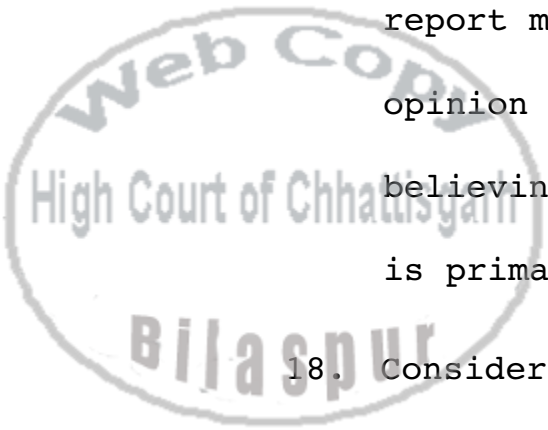 report m
Web Copy
opinion
High Court of Chhattisgarh
believin
is prima
Bilaspur
18. Consider